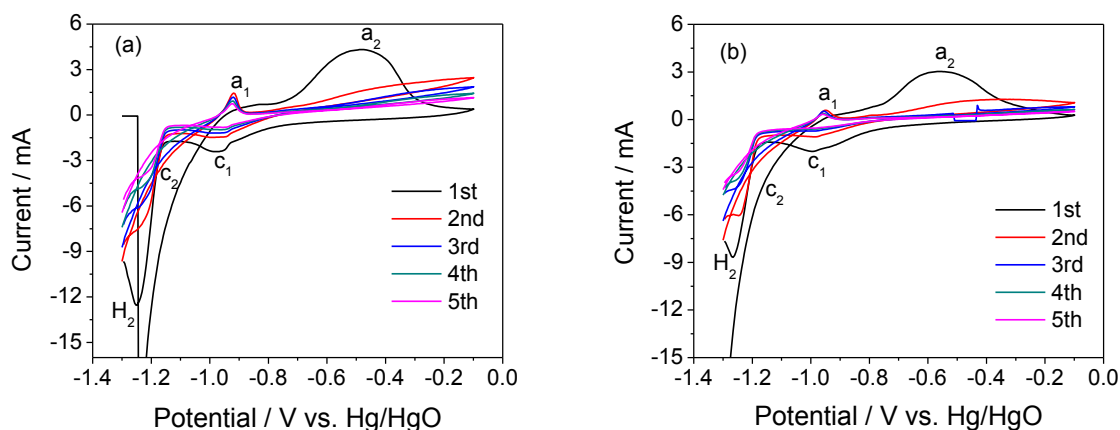 (a)
a₂
a₁
c₁
c₂
H₂
1st
2nd
3rd
4th
5th
6
3
0
-3
-6
-9
-12
-15
Current / mA
-1.4 -1.2 -1.0 -0.8 -0.6 -0.4 -0.2 0.0
Potential / V vs. Hg/HgO
(b)
a₂
a₁
c₁
c₂
H₂
1st
2nd
3rd
4th
5th
6
3
0
-3
-6
-9
-12
-15
Current / mA
-1.4 -1.2 -1.0 -0.8 -0.6 -0.4 -0.2 0.0
Potential / V vs. Hg/HgO